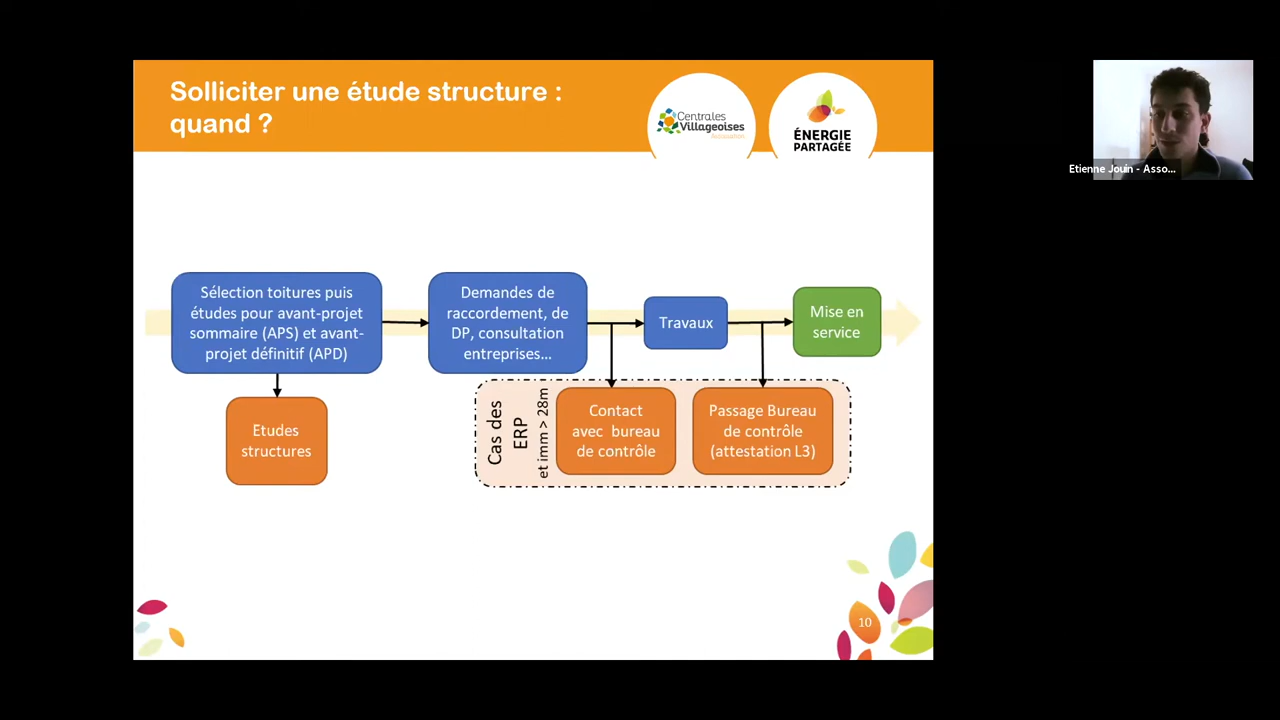 Solliciter une étude structure :
quand ?
Centrales
Villageoises
ÉNERGIE
PARTAGÉE
Etienne Jouin - Asso...
Sélection toitures puis
études pour avant-projet
sommaire (APS) et avant-
projet définitif (APD)
Demandes de
raccordement, de
DP, consultation
entreprises...
Travaux
Mise en
service
Etudes
structures
Cas des
ERP
et imm > 28m
Contact
avec bureau
de contrôle
Passage Bureau
de contrôle
(attestation L3)
10